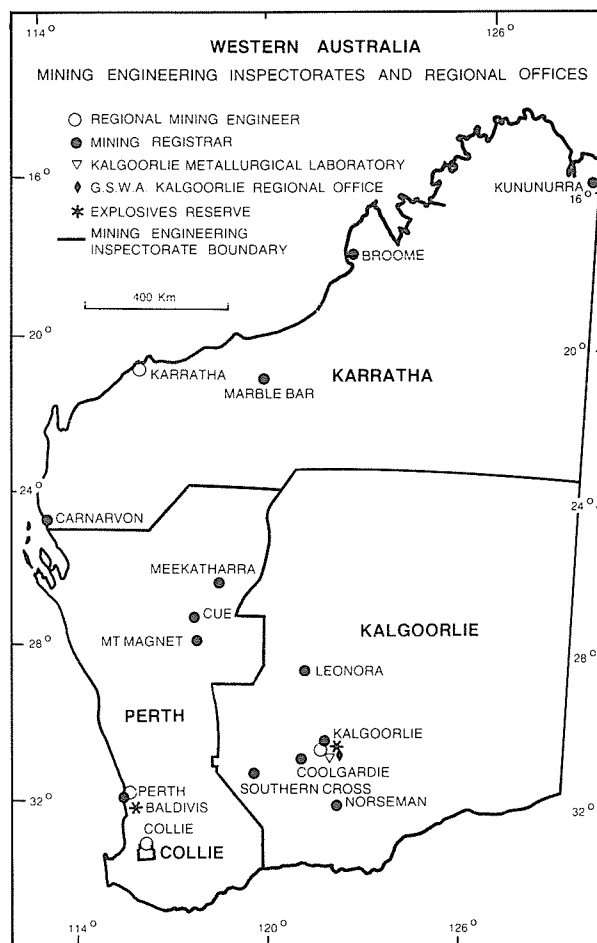 114° 126°
WESTERN AUSTRALIA
MINING ENGINEERING INSPECTORATES AND REGIONAL OFFICES
REGIONAL MINING ENGINEER
MINING REGISTRAR
KALGOORLIE METALLURGICAL LABORATORY
G.S.W.A. KALGOORLIE REGIONAL OFFICE
EXPLOSIVES RESERVE
MINING ENGINEERING
INSPECTORATE BOUNDARY
400 Km
16°
KUNUNURRA
16°
BROOME
20°
20°
KARRATHA
KARRATHA
MARBLE BAR
24°
24°
CARNARVON
MEEKATHARRA
CUE
MT MAGNET
KALGOORLIE
28°
28°
LEONORA
PERTH
KALGOORLIE
COOLGARDIE
SOUTHERN CROSS
NORSEMAN
32°
32°
PERTH
BALDIVIS
COLLIE
COLLIE
114° 120° 126°